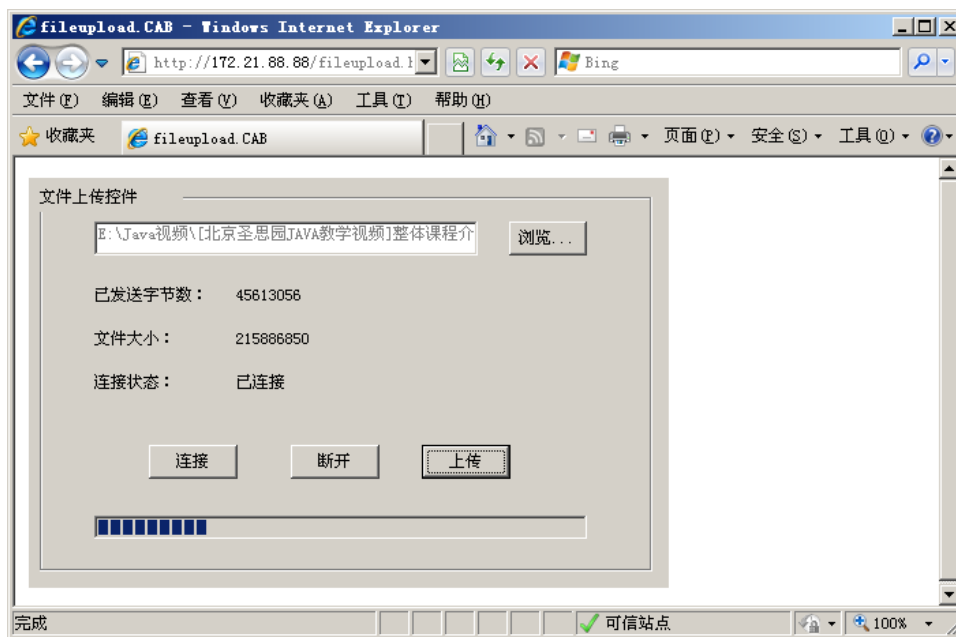 fileupload.CAB - Windows Internet Explorer
http://172.21.88.88/fileupload.h
Bing
文件(F) 编辑(E) 查看(V) 收藏夹(A) 工具(T) 帮助(H)
收藏夹 fileupload.CAB 页面(P) 安全(S) 工具(O)
文件上传控件
E:\Java视频\[北京圣思园JAVA教学视频]整体课程介 浏览...
已发送字节数： 45613056
文件大小： 215886850
连接状态： 已连接
连接 断开 上传
完成 可信站点 100%